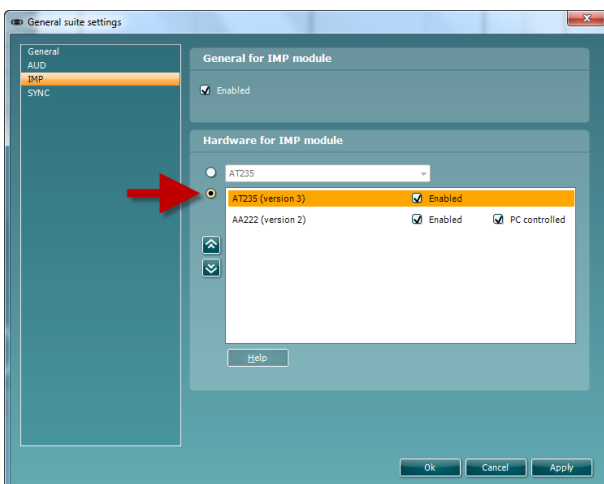 General suite settings
General
AUD
IMP
SYNC
General for IMP module
Enabled
Hardware for IMP module
AT235
AT235 (version 3) Enabled
AA222 (version 2) Enabled PC controlled
Help
Ok Cancel Apply